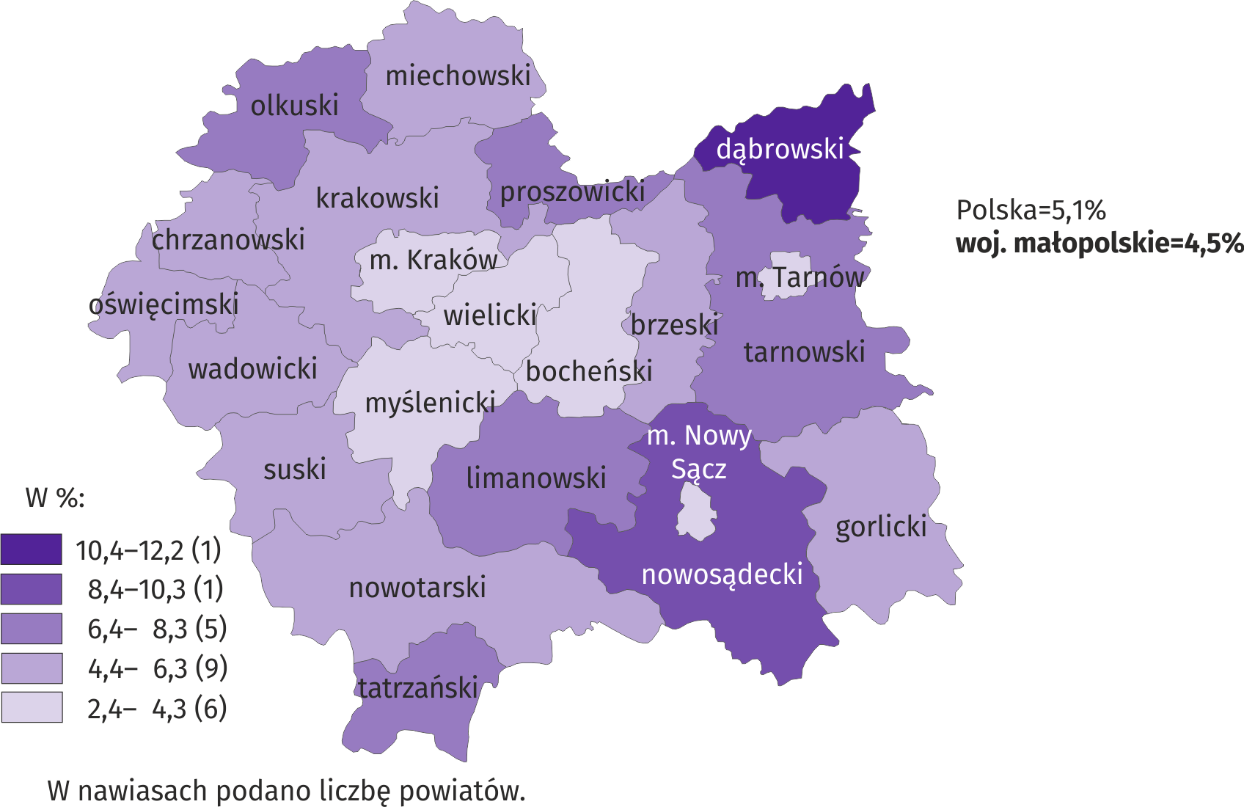 miechowski
olkuski
dąbrowski
proszowicki
krakowski
Polska=5,1%
woj. małopolskie=4,5%
chrzanowski
m. Kraków
m. Tarnów
oświęcimski
wielicki
brzeski
tarnowski
wadowicki
bocheński
myślenicki
m. Nowy
Sącz
suski
limanowski
gorlicki
nowosądecki
nowotarski
tatrzański
W %:
10,4–12,2 (1)
8,4–10,3 (1)
6,4– 8,3 (5)
4,4– 6,3 (9)
2,4– 4,3 (6)
W nawiasach podano liczbę powiatów.